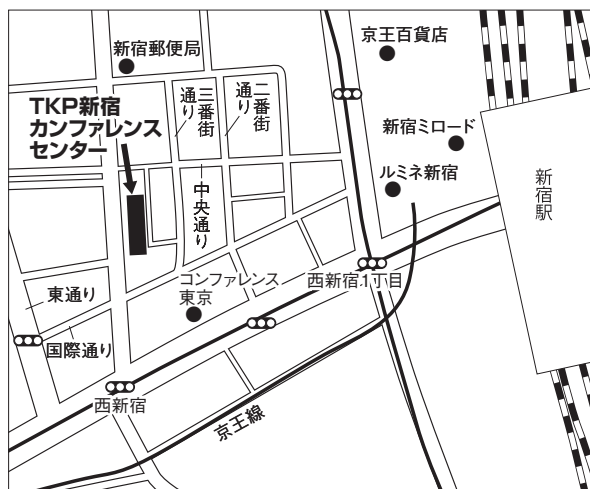 新宿郵便局
京王百貨店
TKP新宿
カンファレンス
センター
三番街
通り
二番街
通り
新宿ミロード
ルミネ新宿
新宿駅
中央通り
コンファレンス
東京
西新宿1丁目
東通り
国際通り
西新宿
京王線